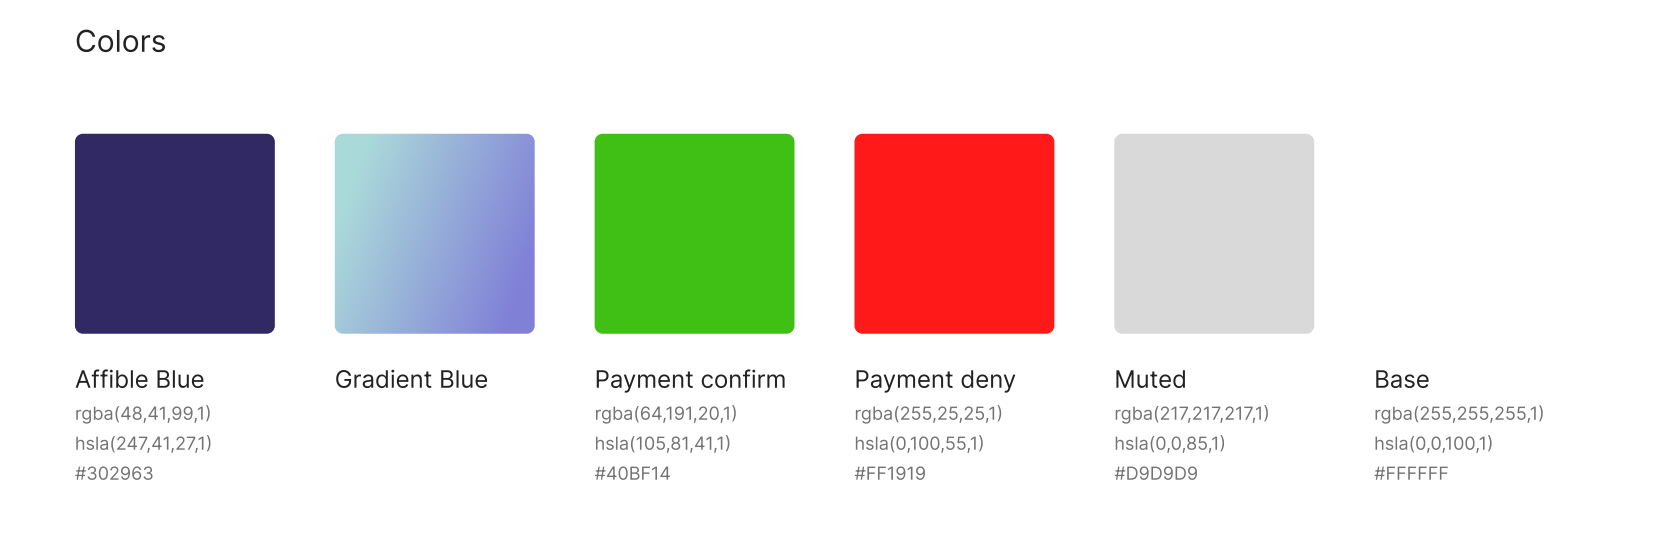 Colors
Affible Blue
rgba(48,41,99,1)
hsla(247,41,27,1)
#302963
Gradient Blue
Payment confirm
rgba(64,191,20,1)
hsla(105,81,41,1)
#40BF14
Payment deny
rgba(255,25,25,1)
hsla(0,100,55,1)
#FF1919
Muted
rgba(217,217,217,1)
hsla(0,0,85,1)
#D9D9D9
Base
rgba(255,255,255,1)
hsla(0,0,100,1)
#FFFFFF